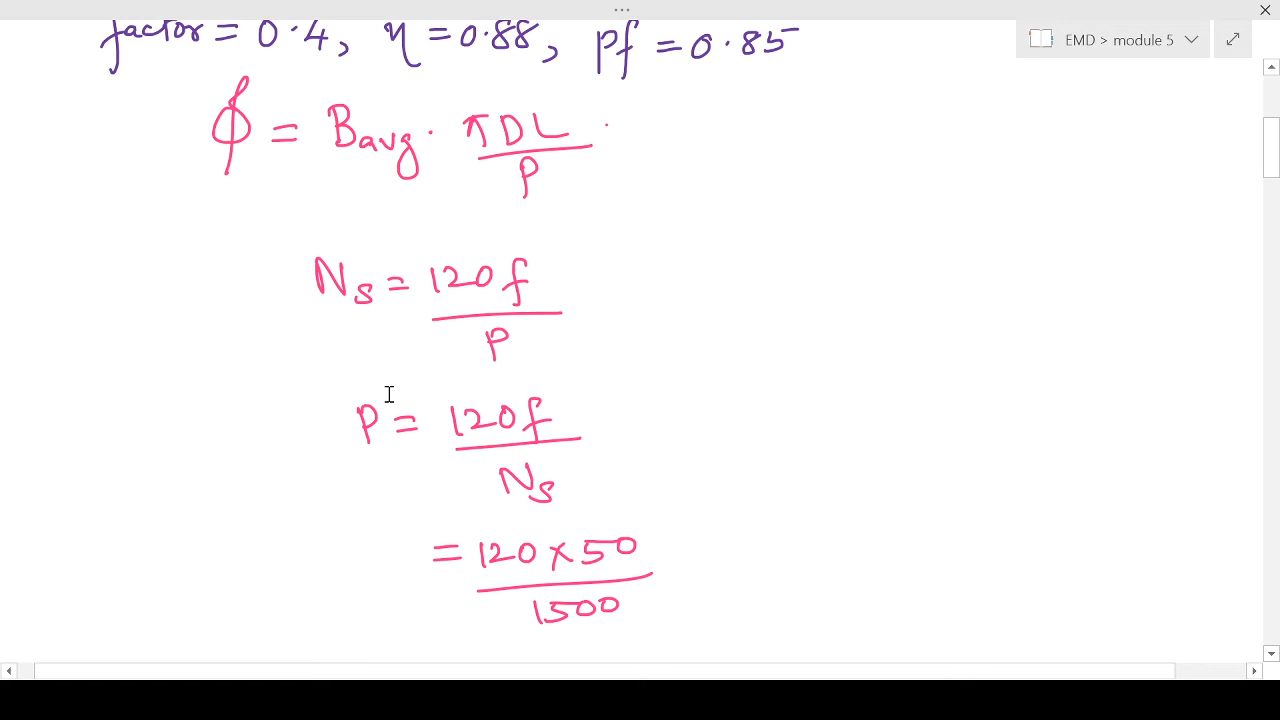 factor = 0.4, η = 0.88, pf = 0.85
EMD > module 5
ϕ = Bavg · πDL ·
P
Ns = 120f
P
P = 120f
Ns
= 120 × 50
1500